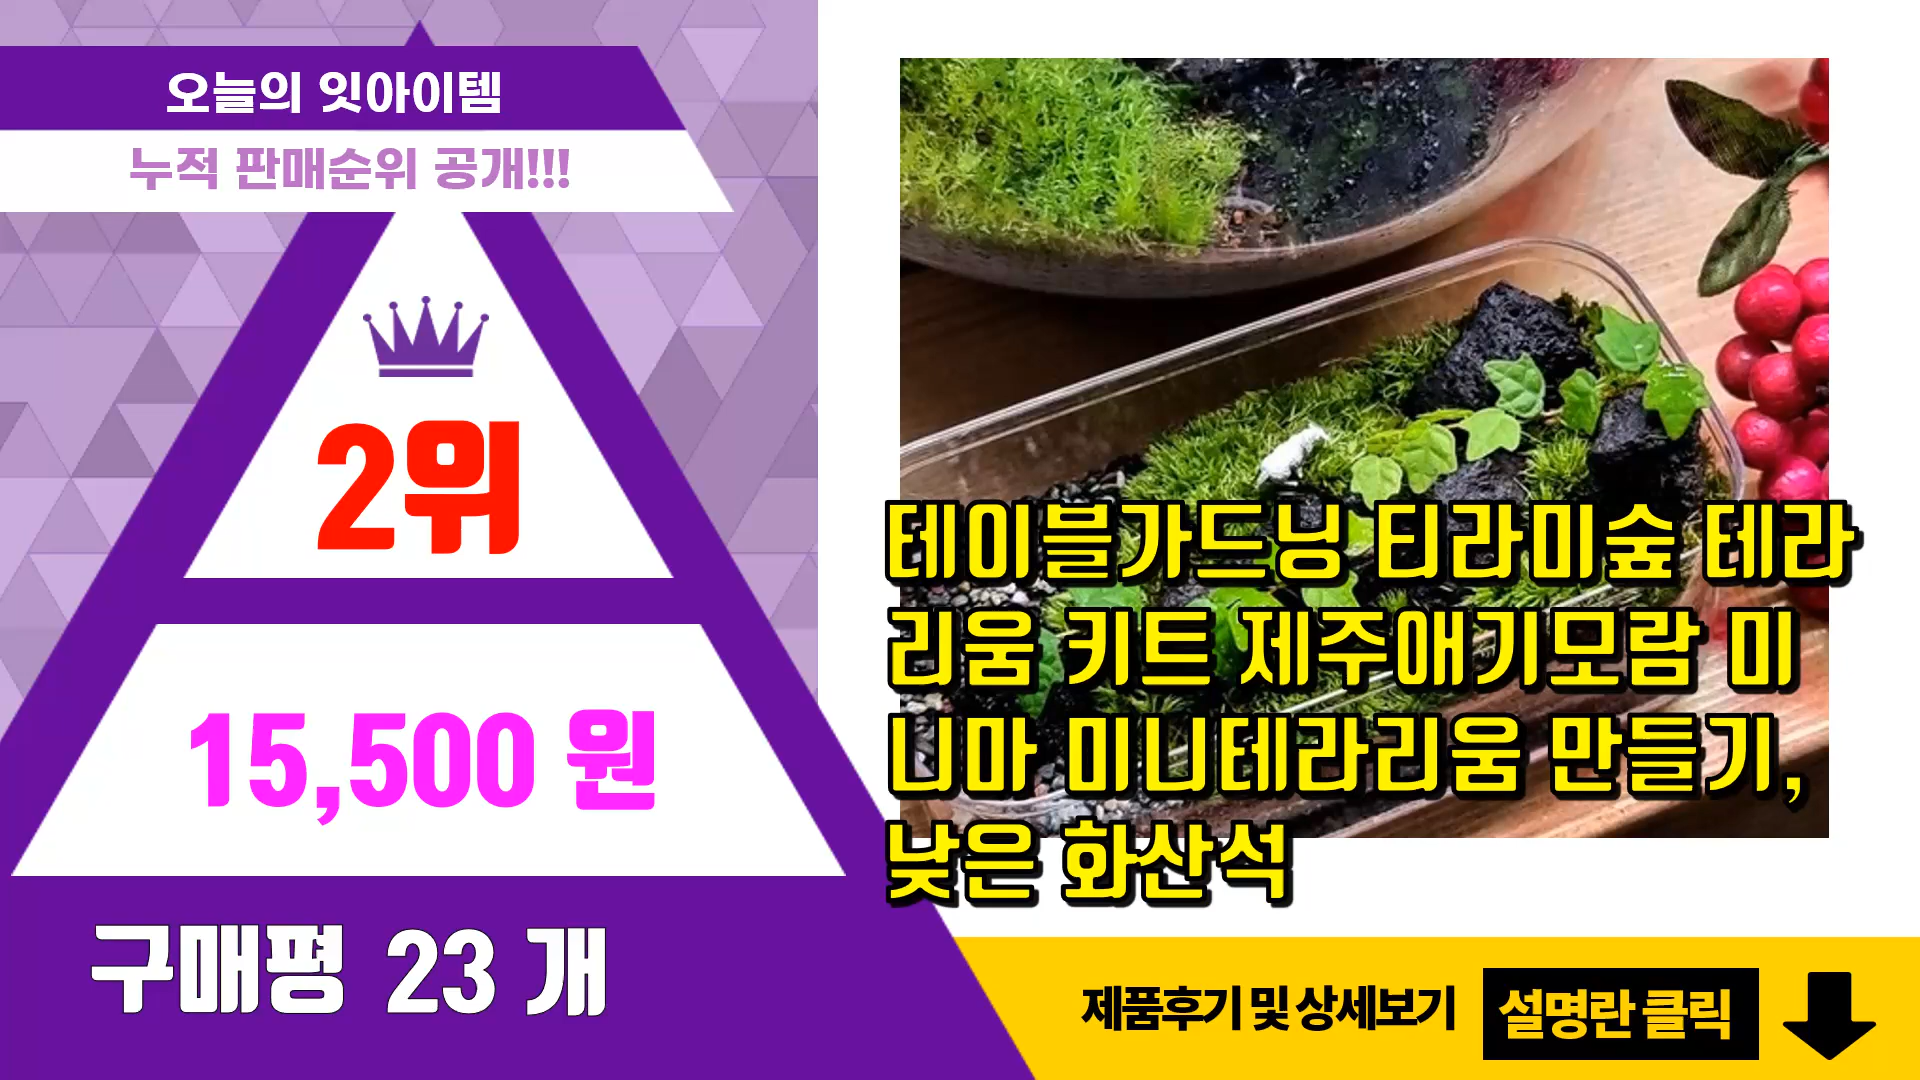 오늘의 잇아이템
누적 판매순위 공개!!!
2위
15,500 원
구매평 23 개
테이블가드닝 티라미숲 테라
리움 키트 제주애기모람 미
니마 미니테라리움 만들기,
낮은 화산석
제품후기 및 상세보기
설명란 클릭